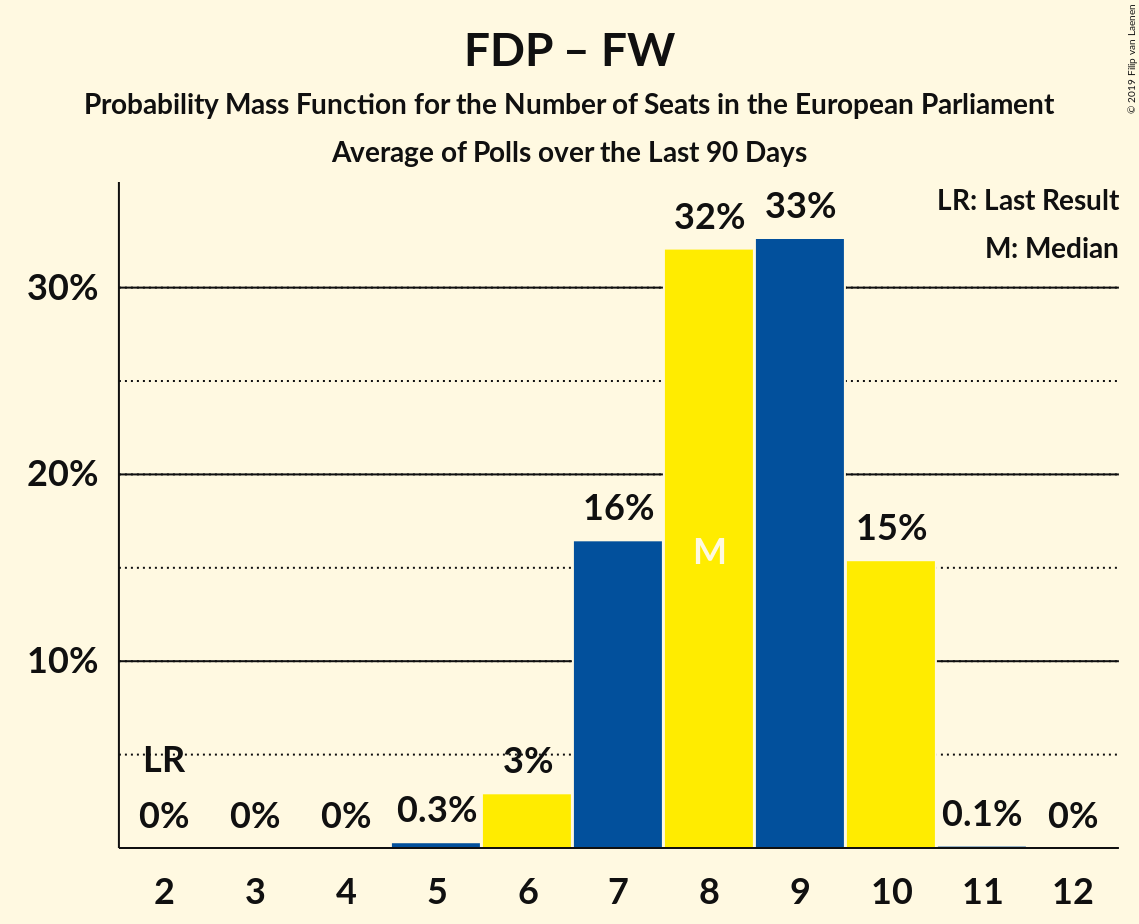 FDP – FW
Probability Mass Function for the Number of Seats in the European Parliament
Average of Polls over the Last 90 Days
© 2019 Filip van Laenen
LR: Last Result
M: Median
30%
20%
10%
LR
0%
0%
0%
0.3%
3%
16%
32%
M
33%
15%
0.1%
0%
2 3 4 5 6 7 8 9 10 11 12